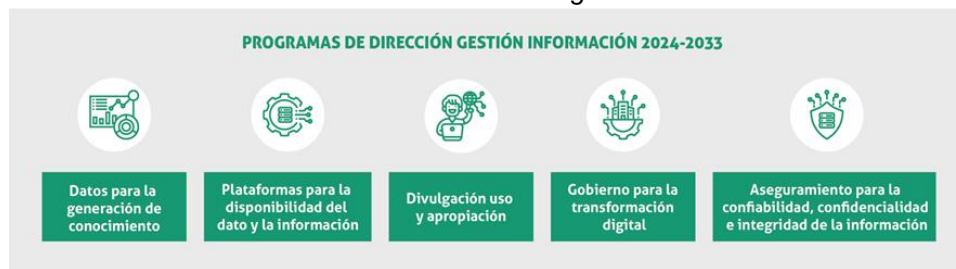 PROGRAMAS DE DIRECCIÓN GESTIÓN INFORMACIÓN 2024-2033
Datos para la
generación de
conocimiento
Plataformas para la
disponibilidad del
dato y la información
Divulgación uso
y apropiación
Gobierno para la
transformación
digital
Aseguramiento para la
confiabilidad, confidencialidad
e integridad de la información